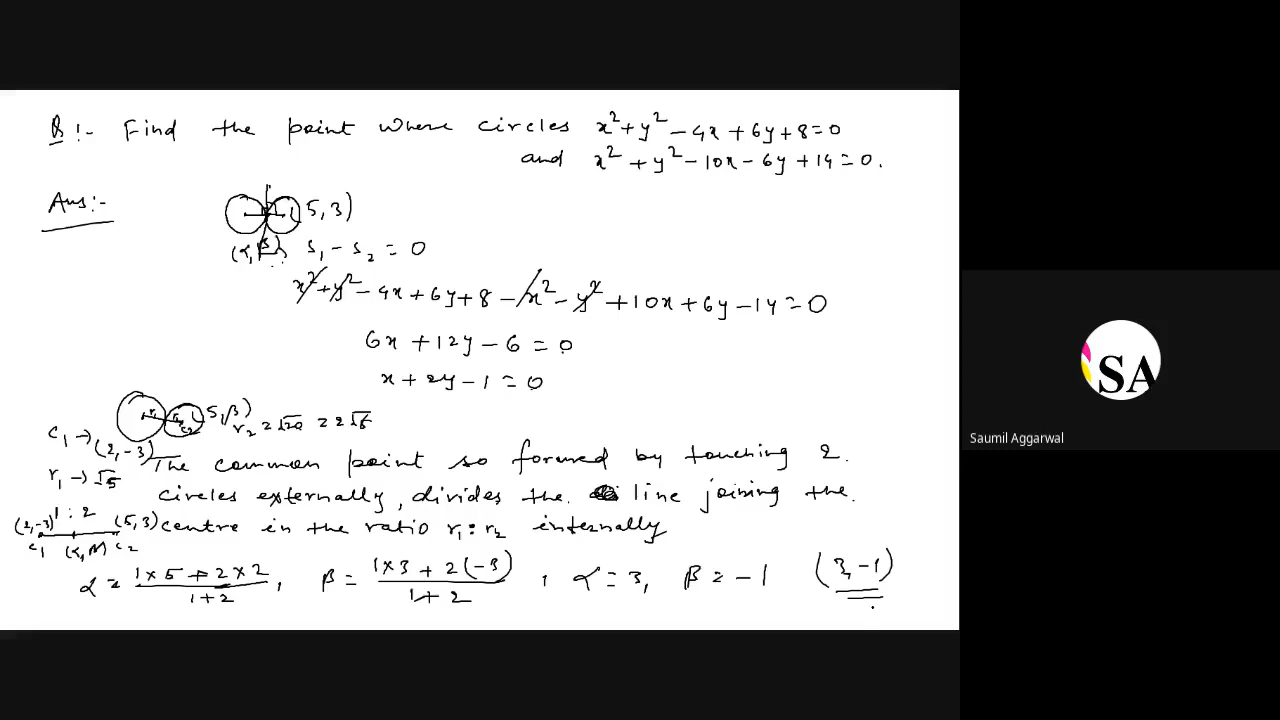 Q:- Find the point where circles x²+y²-4x+6y+8=0
and x²+y²-10x-6y+14=0.
Ans:-
5,3)
(α,β) S₁-S₂=0
x²+y²-4x+6y+8-x²-y²+10x+6y-14=0
6x+12y-6=0
x+2y-1=0
r₁ r₂ c₂ 5,3)
c₁→(2,-3) r₂=√20=2√5
r₁→√5
The common point so formed by touching 2
circles externally, divides the line joining the
centre in the ratio r₁:r₂ internally
1:2
(2,-3) (5,3)
c₁ (α,β) c₂
α=1×5+2×2/1+2, β=1×3+2(-3)/1+2, α=3, β=-1 (3,-1)
SA
Saumil Aggarwal